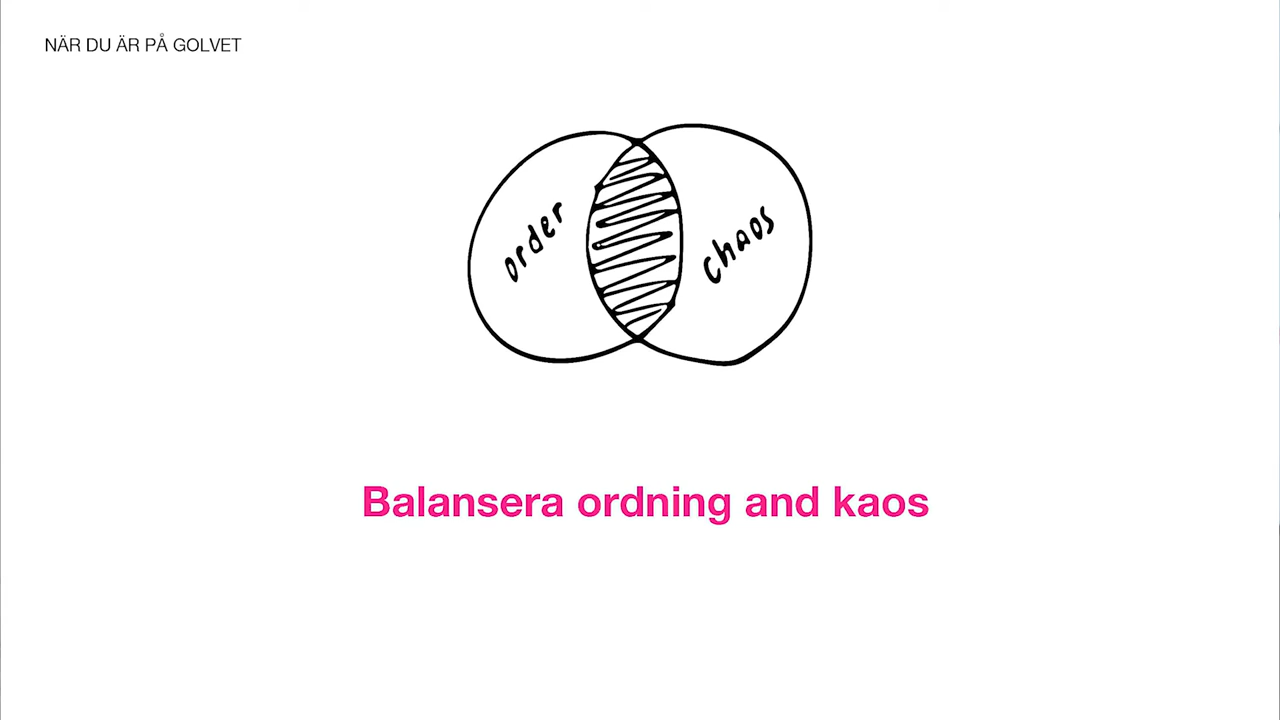 NÄR DU ÄR PÅ GOLVET
order
chaos
Balansera ordning and kaos